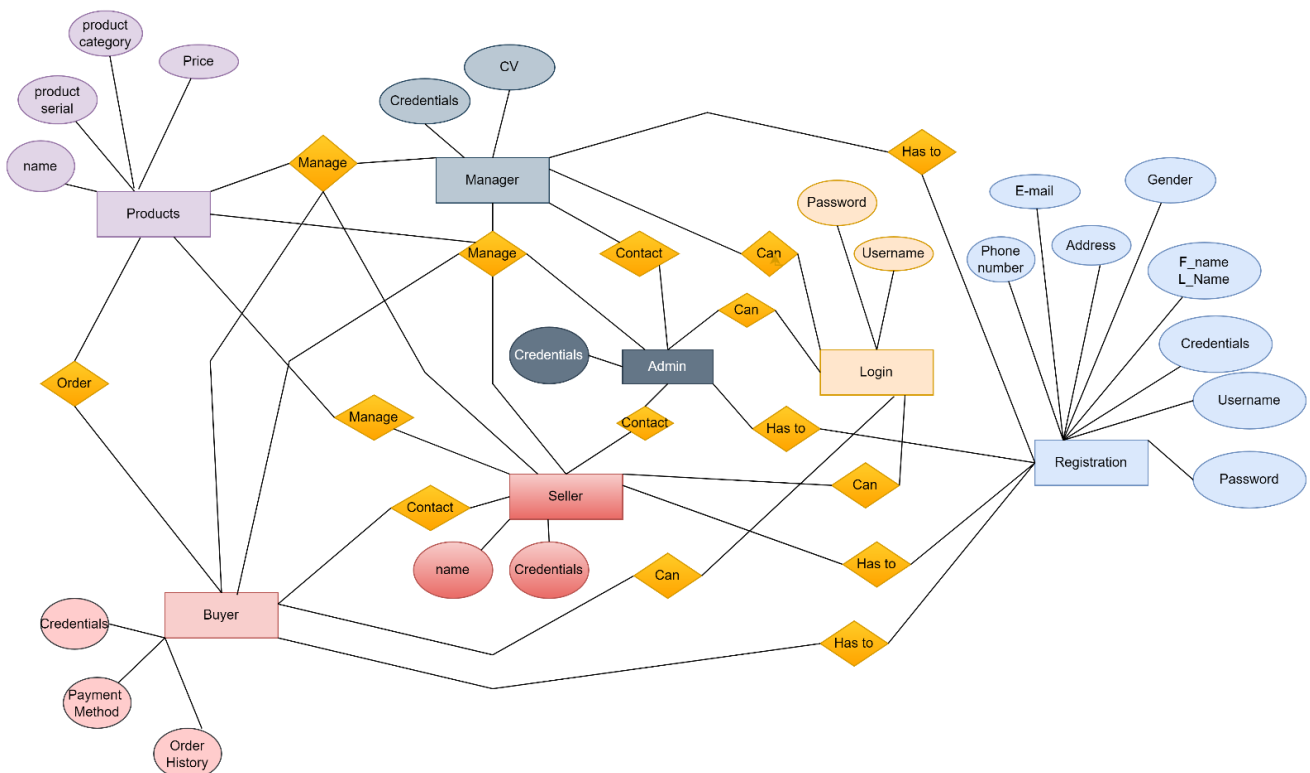 product
category
Price
product
serial
name
Products
Manage
CV
Credentials
Manager
Has to
Manage
Contact
Can
Password
Username
Can
Credentials
Admin
Login
E-mail
Gender
Phone
number
Address
F_name
L_Name
Credentials
Username
Registration
Password
Order
Manage
Contact
Has to
Seller
Can
Contact
name
Credentials
Has to
Can
Buyer
Has to
Credentials
Payment
Method
Order
History